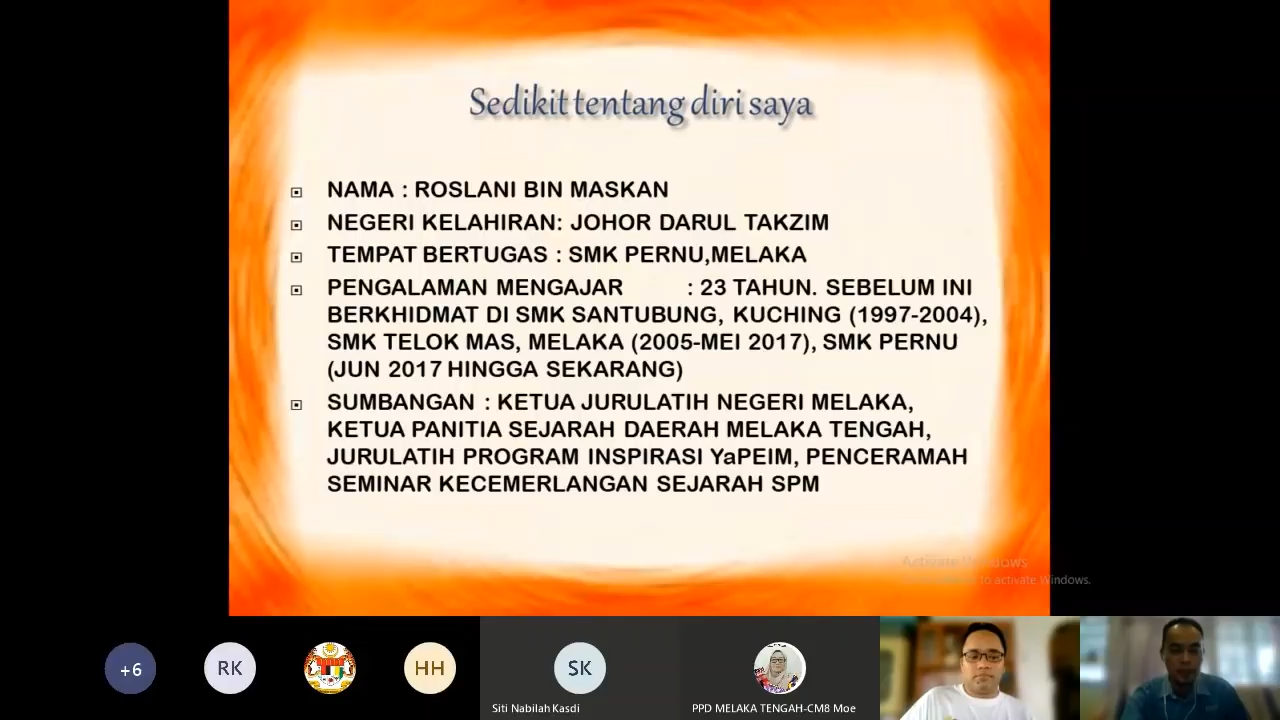 Sedikit tentang diri saya
NAMA : ROSLANI BIN MASKAN
NEGERI KELAHIRAN: JOHOR DARUL TAKZIM
TEMPAT BERTUGAS : SMK PERNU,MELAKA
PENGALAMAN MENGAJAR : 23 TAHUN. SEBELUM INI
BERKHIDMAT DI SMK SANTUBUNG, KUCHING (1997-2004),
SMK TELOK MAS, MELAKA (2005-MEI 2017), SMK PERNU
(JUN 2017 HINGGA SEKARANG)
SUMBANGAN : KETUA JURULATIH NEGERI MELAKA,
KETUA PANITIA SEJARAH DAERAH MELAKA TENGAH,
JURULATIH PROGRAM INSPIRASI YaPEIM, PENCERAMAH
SEMINAR KECEMERLANGAN SEJARAH SPM
Activate Windows
to activate Windows.
+6
RK
HH
SK
Siti Nabilah Kasdi
PPD MELAKA TENGAH-CM8 Moe